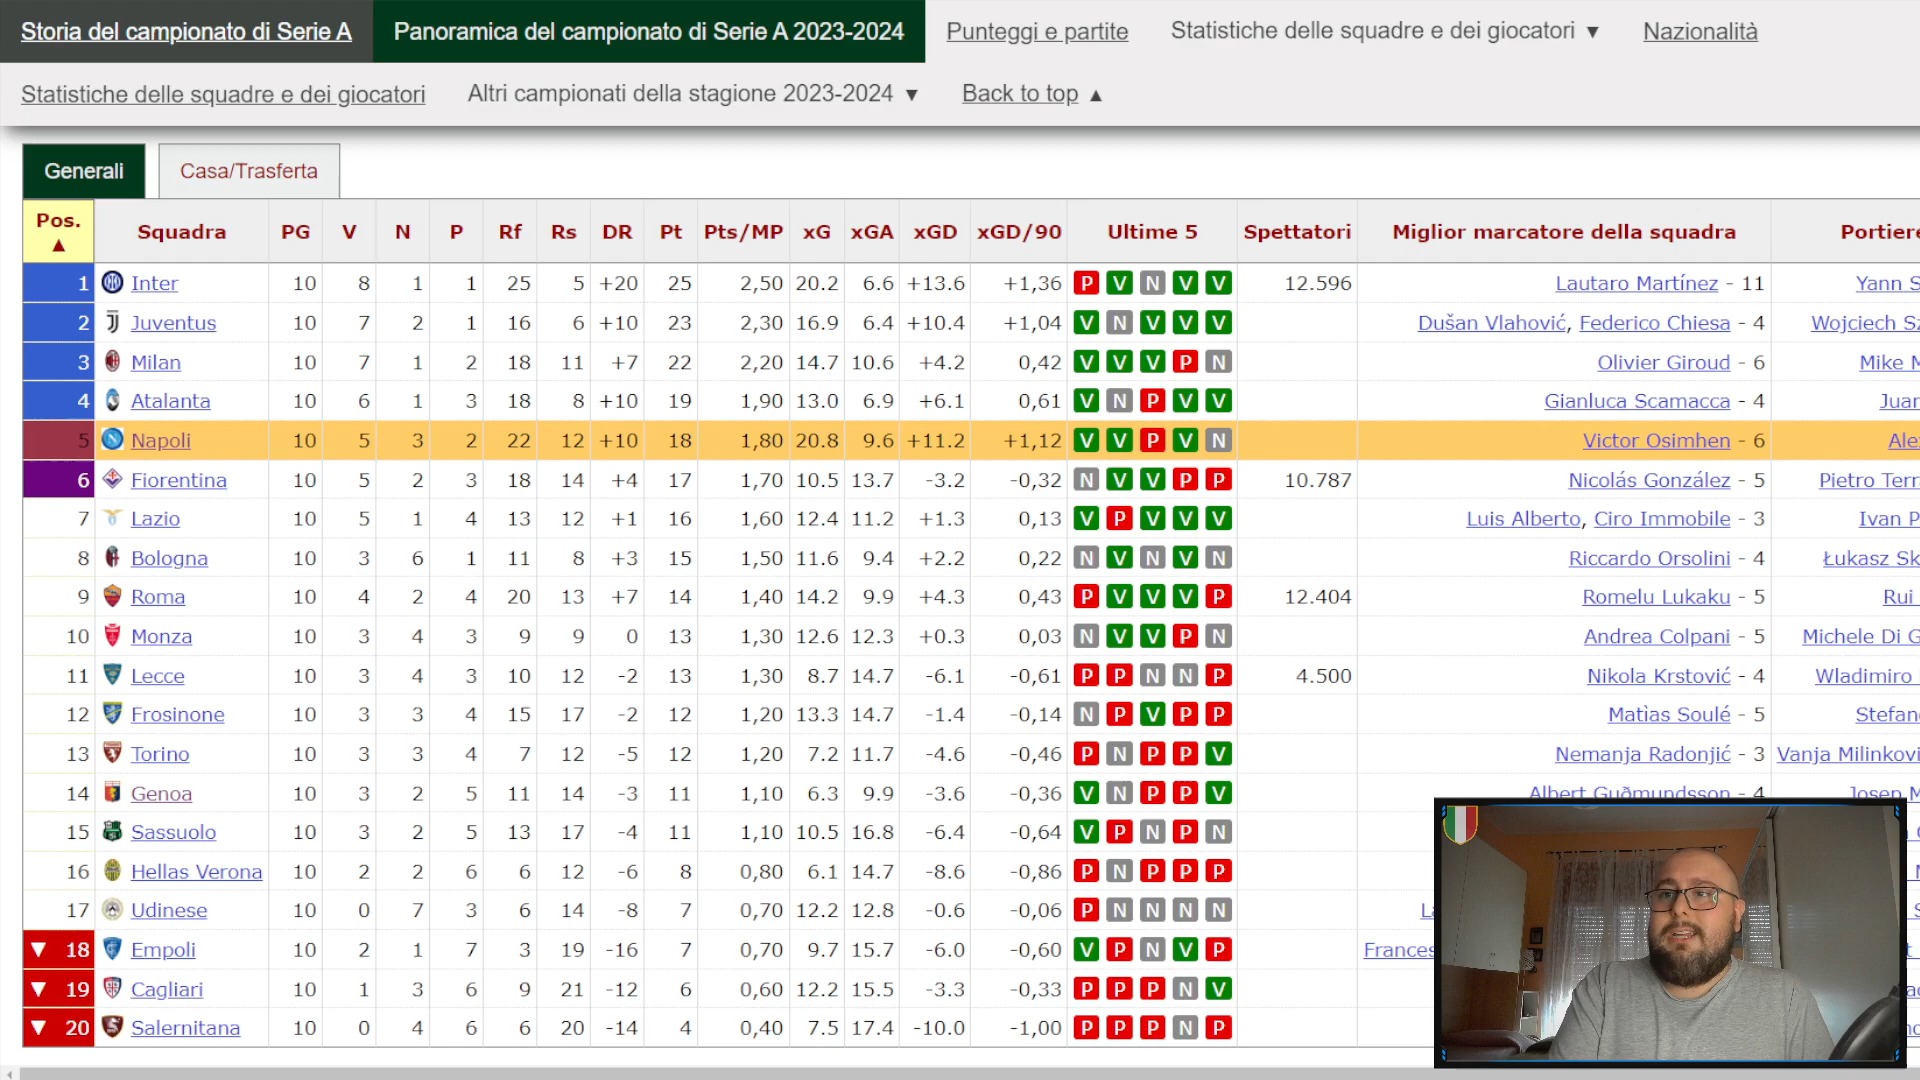 Storia del campionato di Serie A Panoramica del campionato di Serie A 2023-2024 Punteggi e partite Statistiche delle squadre e dei giocatori ▼ Nazionalità
Statistiche delle squadre e dei giocatori Altri campionati della stagione 2023-2024 ▼ Back to top ▲
Generali Casa/Trasferta
Pos. ▲ Squadra PG V N P Rf Rs DR Pt Pts/MP xG xGA xGD xGD/90 Ultime 5 Spettatori Miglior marcatore della squadra Portiere
1 Inter 10 8 1 1 25 5 +20 25 2,50 20.2 6.6 +13.6 +1,36 P V N V V 12.596 Lautaro Martínez - 11 Yann S
2 Juventus 10 7 2 1 16 6 +10 23 2,30 16.9 6.4 +10.4 +1,04 V N V V V Dušan Vlahović, Federico Chiesa - 4 Wojciech Sz
3 Milan 10 7 1 2 18 11 +7 22 2,20 14.7 10.6 +4.2 0,42 V V V P N Olivier Giroud - 6 Mike M
4 Atalanta 10 6 1 3 18 8 +10 19 1,90 13.0 6.9 +6.1 0,61 V N P V V Gianluca Scamacca - 4 Juan
5 Napoli 10 5 3 2 22 12 +10 18 1,80 20.8 9.6 +11.2 +1,12 V V P V N Victor Osimhen - 6 Ale
6 Fiorentina 10 5 2 3 18 14 +4 17 1,70 10.5 13.7 -3.2 -0,32 N V V P P 10.787 Nicolás González - 5 Pietro Terra
7 Lazio 10 5 1 4 13 12 +1 16 1,60 12.4 11.2 +1.3 0,13 V P V V V Luis Alberto, Ciro Immobile - 3 Ivan P
8 Bologna 10 3 6 1 11 8 +3 15 1,50 11.6 9.4 +2.2 0,22 N V N V N Riccardo Orsolini - 4 Łukasz Sk
9 Roma 10 4 2 4 20 13 +7 14 1,40 14.2 9.9 +4.3 0,43 P V V V P 12.404 Romelu Lukaku - 5 Rui
10 Monza 10 3 4 3 9 9 0 13 1,30 12.6 12.3 +0.3 0,03 N V V P N Andrea Colpani - 5 Michele Di G
11 Lecce 10 3 4 3 10 12 -2 13 1,30 8.7 14.7 -6.1 -0,61 P P N N P 4.500 Nikola Krstović - 4 Wladimiro
12 Frosinone 10 3 3 4 15 17 -2 12 1,20 13.3 14.7 -1.4 -0,14 N P V P P Matìas Soulé - 5 Stefano
13 Torino 10 3 3 4 7 12 -5 12 1,20 7.2 11.7 -4.6 -0,46 P N P P V Nemanja Radonjić - 3 Vanja Milinkovi
14 Genoa 10 3 2 5 11 14 -3 11 1,10 6.3 9.9 -3.6 -0,36 V N P P V Albert Guðmundsson - 4 Josep M
15 Sassuolo 10 3 2 5 13 17 -4 11 1,10 10.5 16.8 -6.4 -0,64 V P N P N
16 Hellas Verona 10 2 2 6 6 12 -6 8 0,80 6.1 14.7 -8.6 -0,86 P N P P P
17 Udinese 10 0 7 3 6 14 -8 7 0,70 12.2 12.8 -0.6 -0,06 P N N N N
▼ 18 Empoli 10 2 1 7 3 19 -16 7 0,70 9.7 15.7 -6.0 -0,60 V P N V P Frances
▼ 19 Cagliari 10 1 3 6 9 21 -12 6 0,60 12.2 15.5 -3.3 -0,33 P P P N V
▼ 20 Salernitana 10 0 4 6 6 20 -14 4 0,40 7.5 17.4 -10.0 -1,00 P P P N P